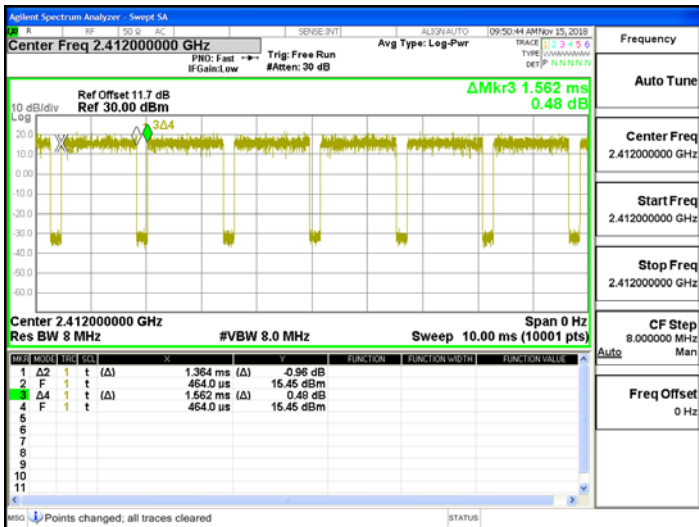 Agilent Spectrum Analyzer - Swept SA
R RF 50 Ω AC SENSE:INT ALIGNAUTO 09:50:44 AM Nov 15, 2018
Center Freq 2.412000000 GHz
PNO: Fast
IFGain:Low
Trig: Free Run
#Atten: 30 dB
Avg Type: Log-Pwr
TRACE 1 2 3 4 5 6
TYPE
DET P N N N N N
ΔMkr3 1.562 ms
0.48 dB
Ref Offset 11.7 dB
10 dB/div Ref 30.00 dBm
Log
3Δ4
20.0
10.0
0.00
-10.0
-20.0
-30.0
-40.0
-50.0
-60.0
Center 2.412000000 GHz Span 0 Hz
Res BW 8 MHz #VBW 8.0 MHz Sweep 10.00 ms (10001 pts)
MKR MODE TRC SCL X Y FUNCTION FUNCTION WIDTH FUNCTION VALUE
1 Δ2 1 t (Δ) 1.364 ms (Δ) -0.96 dB
2 F 1 t 464.0 us 15.45 dBm
3 Δ4 1 t (Δ) 1.562 ms (Δ) 0.48 dB
4 F 1 t 464.0 us 15.45 dBm
5
6
7
8
9
10
11
MSG Points changed; all traces cleared STATUS
Frequency
Auto Tune
Center Freq
2.412000000 GHz
Start Freq
2.412000000 GHz
Stop Freq
2.412000000 GHz
CF Step
8.000000 MHz
Auto Man
Freq Offset
0 Hz